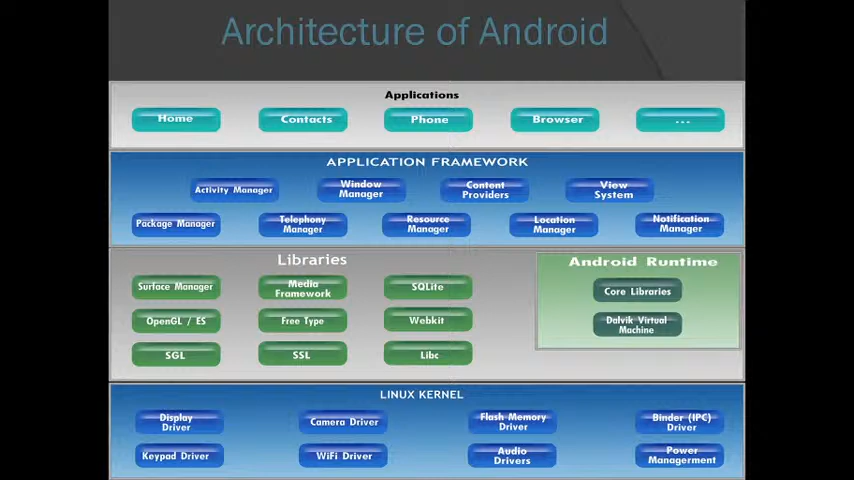 Architecture of Android
Applications
Home
Contacts
Phone
Browser
...
APPLICATION FRAMEWORK
Activity Manager
Window
Manager
Content
Providers
View
System
Package Manager
Telephony
Manager
Resource
Manager
Location
Manager
Notification
Manager
Libraries
Surface Manager
Media
Framework
SQLite
OpenGL / ES
Free Type
Webkit
SGL
SSL
Libc
Android Runtime
Core Libraries
Dalvik Virtual
Machine
LINUX KERNEL
Display
Driver
Camera Driver
Flash Memory
Driver
Binder (IPC)
Driver
Keypad Driver
WiFi Driver
Audio
Drivers
Power
Managerment